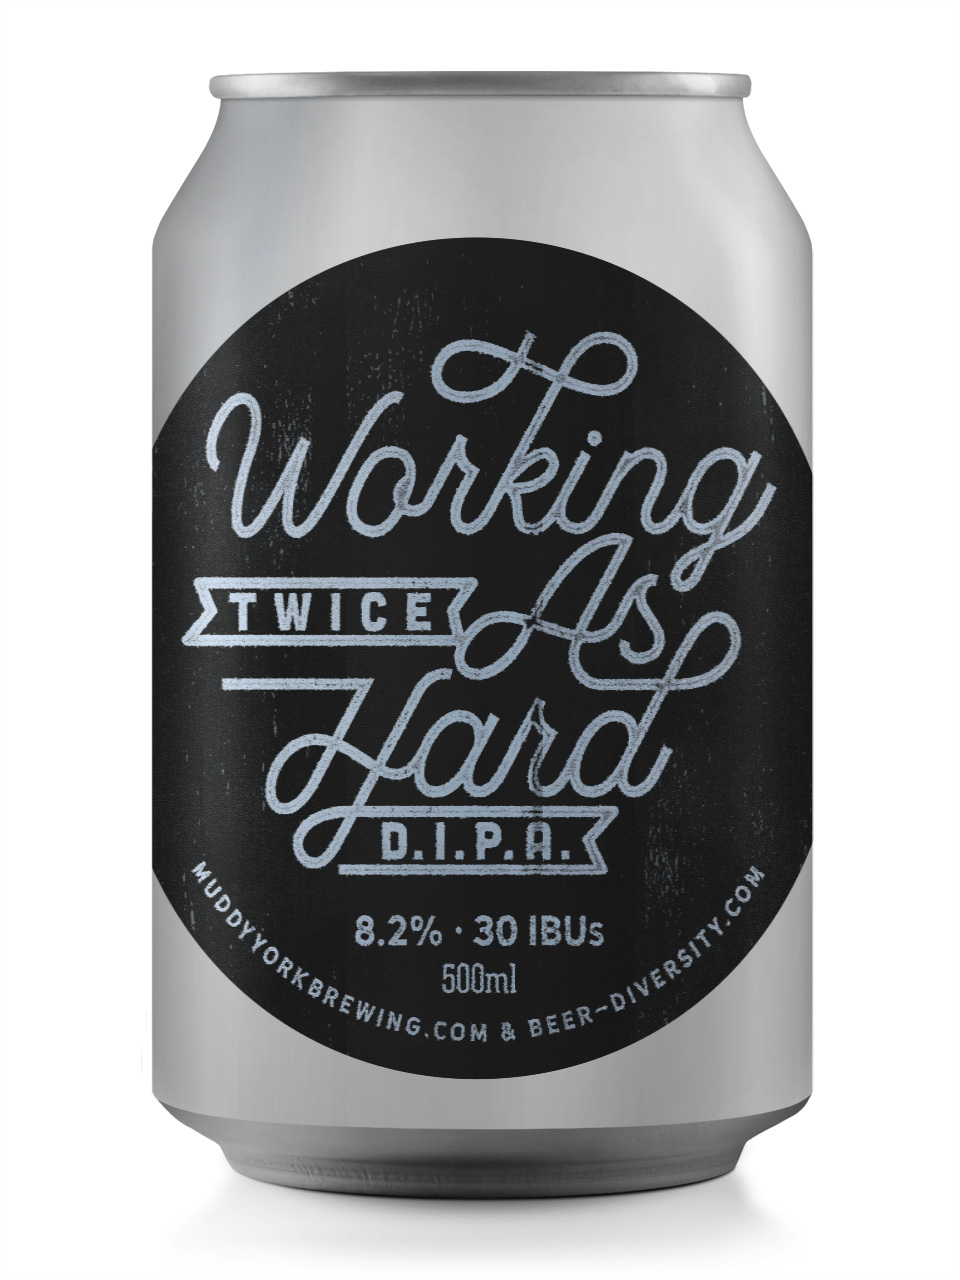 Working
TWICE As
Hard
D.I.P.A.
8.2% · 30 IBUs
500ml
MUDDYYORKBREWING.COM & BEER-DIVERSITY.COM